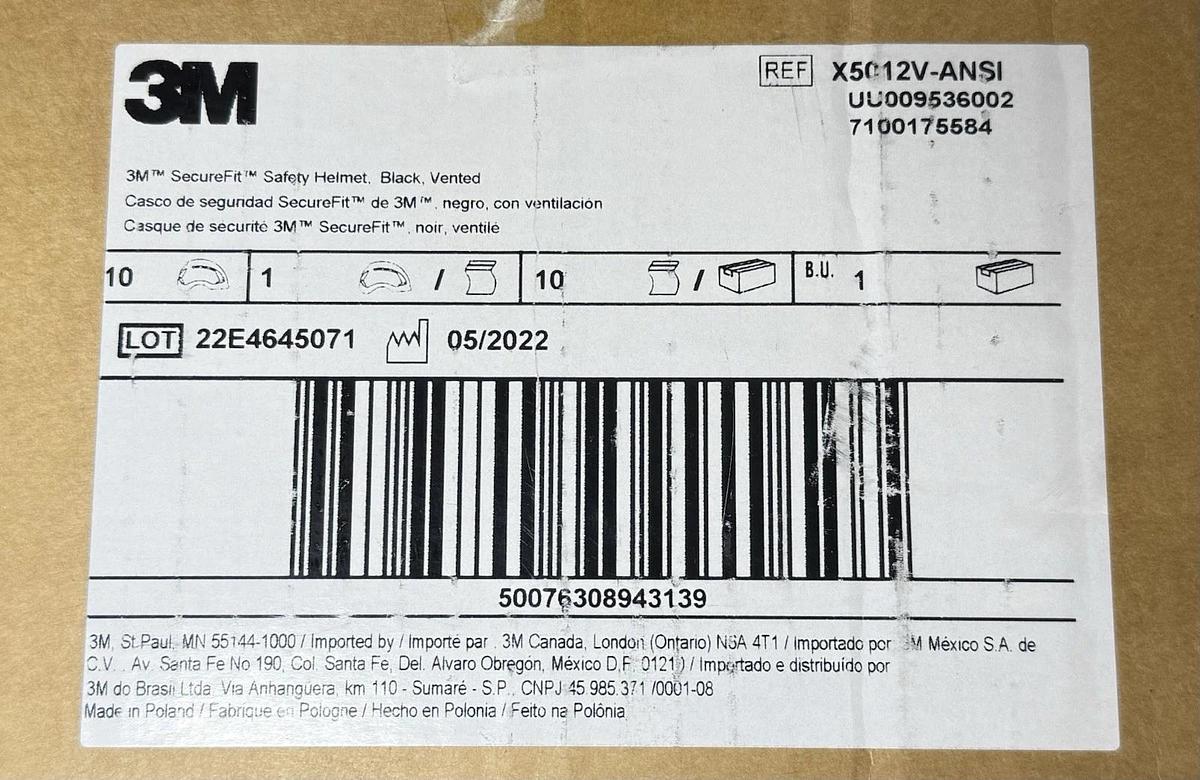 3M
REF X5012V-ANSI
UU009536002
7100175584
3M™ SecureFit™ Safety Helmet, Black, Vented
Casco de seguridad SecureFit™ de 3M™, negro, con ventilación
Casque de sécurité 3M™ SecureFit™, noir, ventilé
10 1 / 10 / B.U. 1
LOT 22E4645071 05/2022
50076308943139
3M, St.Paul, MN 55144-1000 / Imported by / Importé par : 3M Canada, London (Ontario) N5A 4T1 / Importado por 3M México S.A. de
C.V. . Av. Santa Fe No 190, Col. Santa Fe, Del. Alvaro Obregón, México D.F. 01210 / Importado e distribuído por
3M do Brasil Ltda. Via Anhanguera, km 110 - Sumaré - S.P., CNPJ 45.985.371/0001-08
Made in Poland / Fabriqué en Pologne / Hecho en Polonia / Feito na Polônia